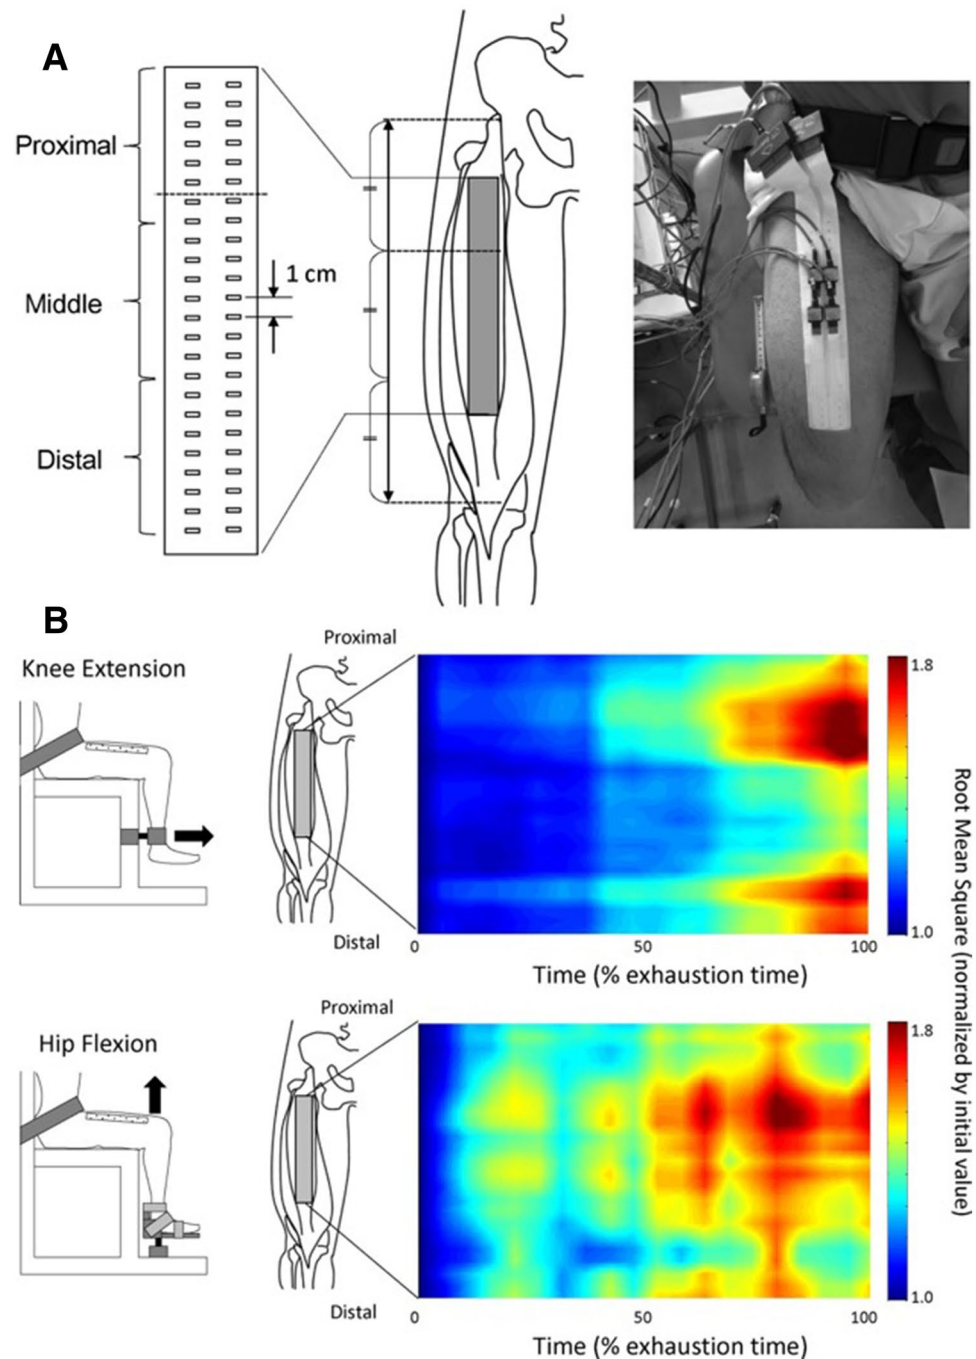 A
Proximal
1 cm
Middle
Distal
B
Knee Extension
Proximal
1.8
1.0
Distal
0
50
100
Time (% exhaustion time)
Root Mean Square (normalized by initial value)
Hip Flexion
Proximal
1.8
1.0
Distal
0
50
100
Time (% exhaustion time)